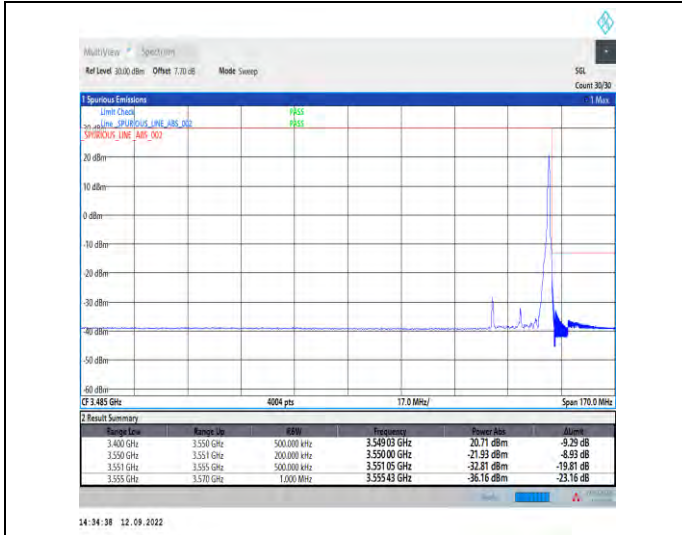 MultiView Spectrum
Ref Level 30.00 dBm Offset 7.70 dB Mode Sweep SGL
Count 30/30
1 Spurious Emissions 1 Max
Limit Check PASS
Line _SPURIOUS_LINE_ABS_002 PASS
_SPURIOUS_LINE_ABS_002
20 dBm
10 dBm
0 dBm
-10 dBm
-20 dBm
-30 dBm
-40 dBm
-50 dBm
-60 dBm
CF 3.485 GHz 4004 pts 17.0 MHz/ Span 170.0 MHz
2 Result Summary
Range Low Range Up RBW Frequency Power Abs ΔLimit
3.400 GHz 3.550 GHz 500.000 kHz 3.549 03 GHz 20.71 dBm -9.29 dB
3.550 GHz 3.551 GHz 200.000 kHz 3.550 00 GHz -21.93 dBm -8.93 dB
3.551 GHz 3.555 GHz 500.000 kHz 3.551 05 GHz -32.81 dBm -19.81 dB
3.555 GHz 3.570 GHz 1.000 MHz 3.555 43 GHz -36.16 dBm -23.16 dB
14:34:38 12.09.2022